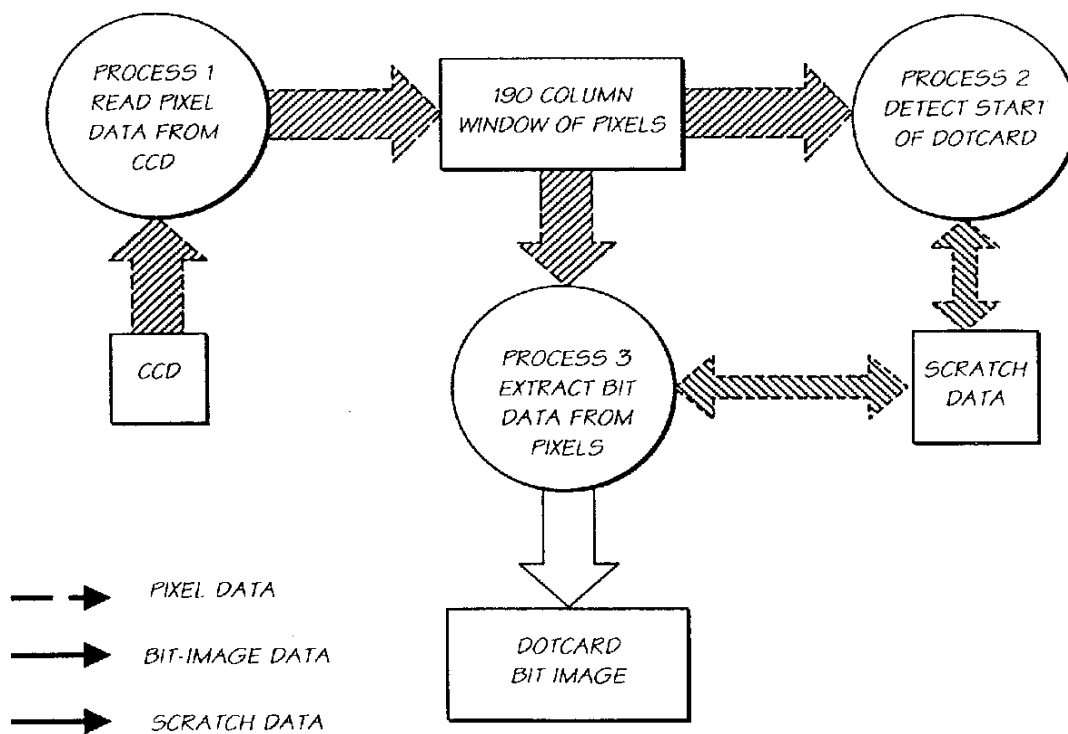 PROCESS 1
READ PIXEL
DATA FROM
CCD
190 COLUMN
WINDOW OF PIXELS
PROCESS 2
DETECT START
OF DOTCARD
CCD
PROCESS 3
EXTRACT BIT
DATA FROM
PIXELS
SCRATCH
DATA
DOTCARD
BIT IMAGE
PIXEL DATA
BIT-IMAGE DATA
SCRATCH DATA